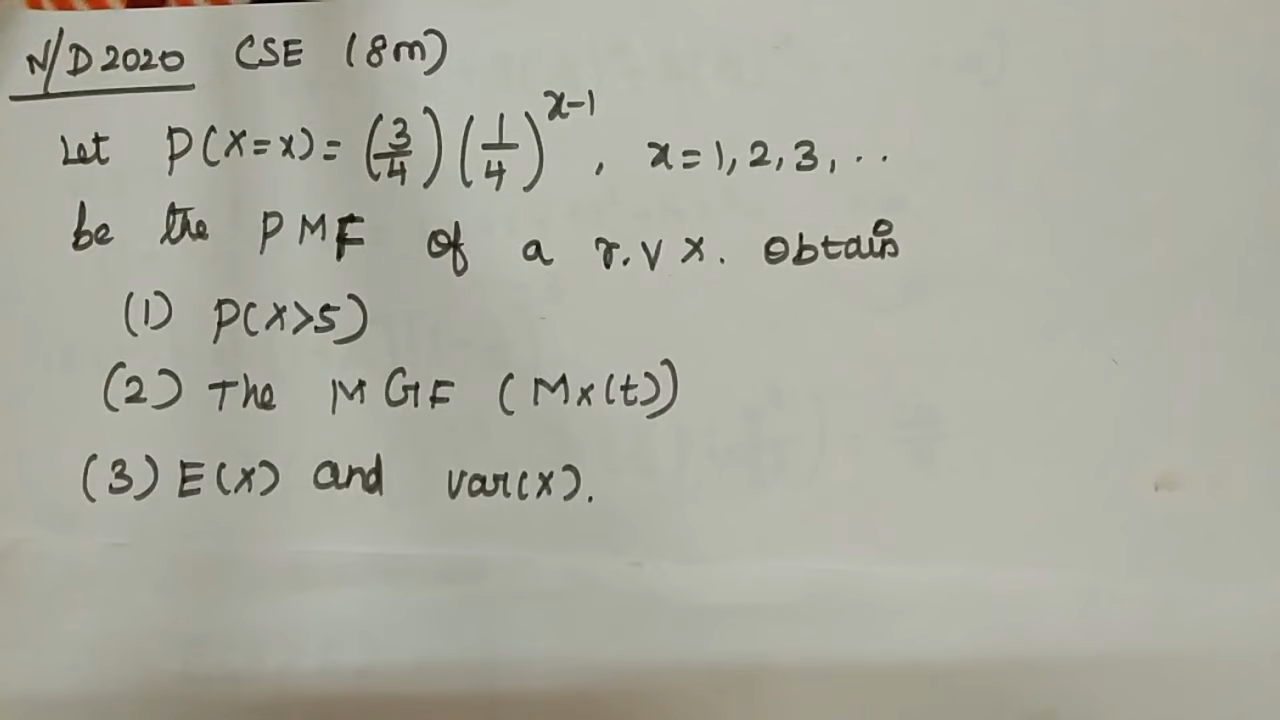 N/D 2020 CSE (8m)
Let P(X=x) = (3/4) (1/4)^x-1, x=1,2,3,..
be the PMF of a r.v X. Obtain
(1) P(X>5)
(2) The MGF (Mx(t))
(3) E(X) and var(X).